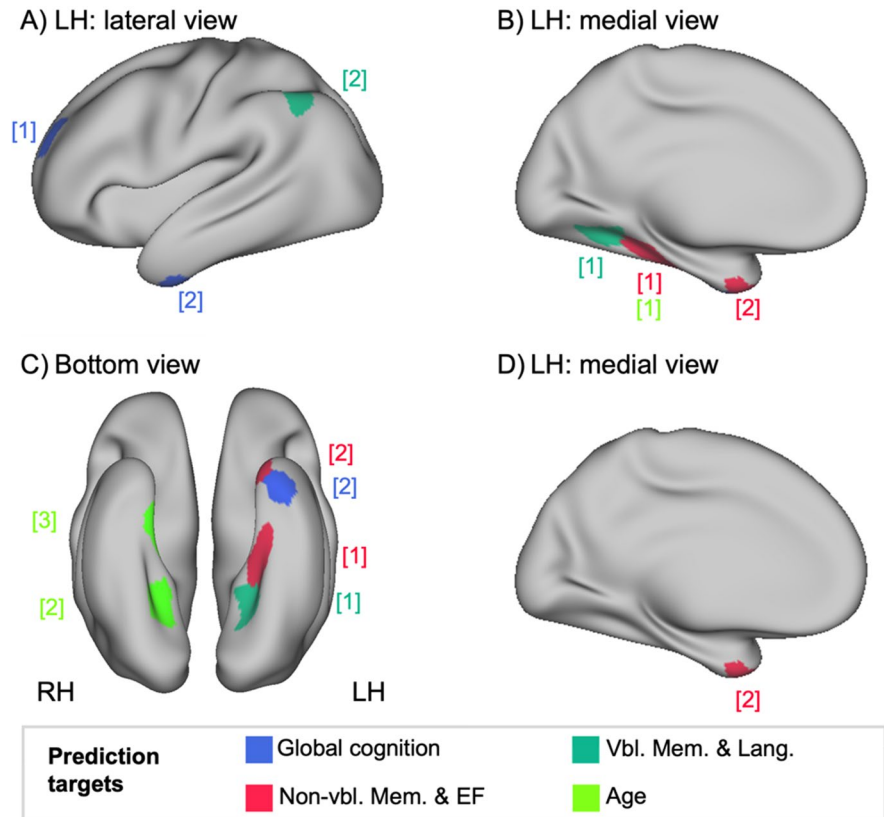 A) LH: lateral view
[1]
[2]
[2]
B) LH: medial view
[1]
[1]
[1]
[2]
C) Bottom view
[3]
[2]
[2]
[2]
[1]
[1]
RH
LH
D) LH: medial view
[2]
Prediction targets
Global cognition
Non-vbl. Mem. & EF
Vbl. Mem. & Lang.
Age